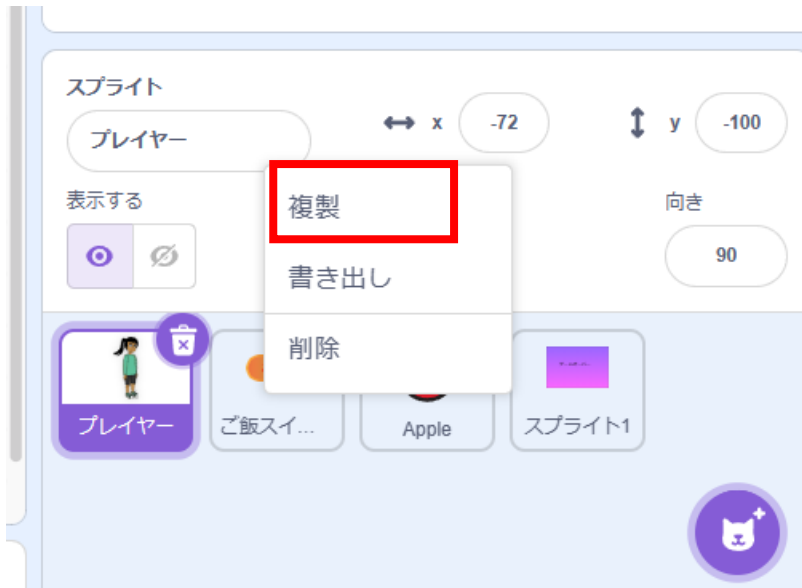 スプライト
プレイヤー
x -72
y -100
表示する
向き
90
複製
書き出し
削除
プレイヤー
ご飯スイ...
Apple
スプライト1